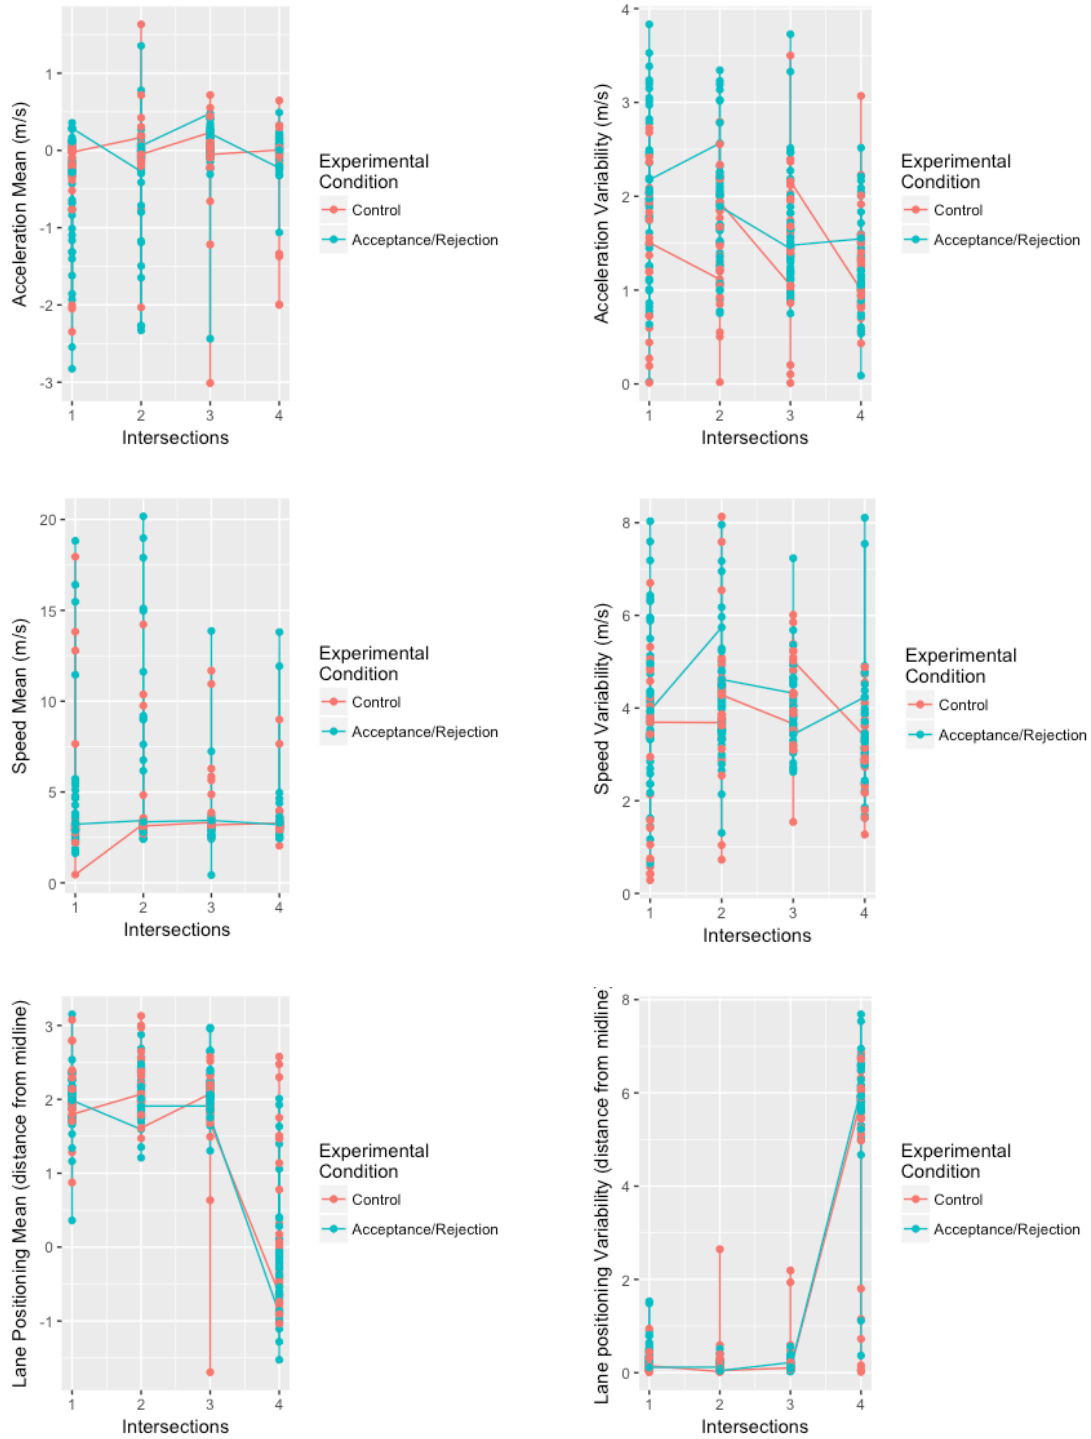 Acceleration Mean (m/s)
1
0
-1
-2
-3
1 2 3 4
Intersections
Experimental
Condition
Control
Acceptance/Rejection
Acceleration Variability (m/s)
4
3
2
1
0
1 2 3 4
Intersections
Experimental
Condition
Control
Acceptance/Rejection
Speed Mean (m/s)
20
15
10
5
0
1 2 3 4
Intersections
Experimental
Condition
Control
Acceptance/Rejection
Speed Variability (m/s)
8
6
4
2
0
1 2 3 4
Intersections
Experimental
Condition
Control
Acceptance/Rejection
Lane Positioning Mean (distance from midline)
3
2
1
0
-1
1 2 3 4
Intersections
Experimental
Condition
Control
Acceptance/Rejection
Lane positioning Variability (distance from midline)
8
6
4
2
0
1 2 3 4
Intersections
Experimental
Condition
Control
Acceptance/Rejection